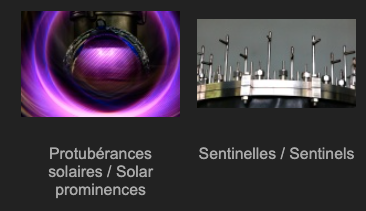 Protubérances
solaires / Solar
prominences
Sentinelles / Sentinels